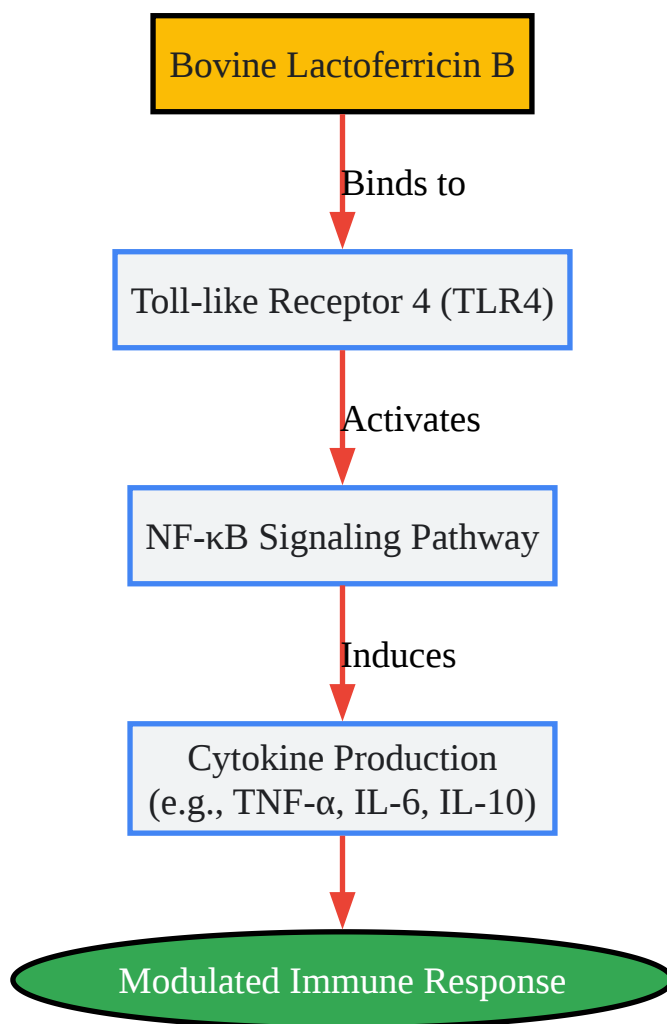 Bovine Lactoferricin B
Binds to
Toll-like Receptor 4 (TLR4)
Activates
NF-κB Signaling Pathway
Induces
Cytokine Production
(e.g., TNF-α, IL-6, IL-10)
Modulated Immune Response